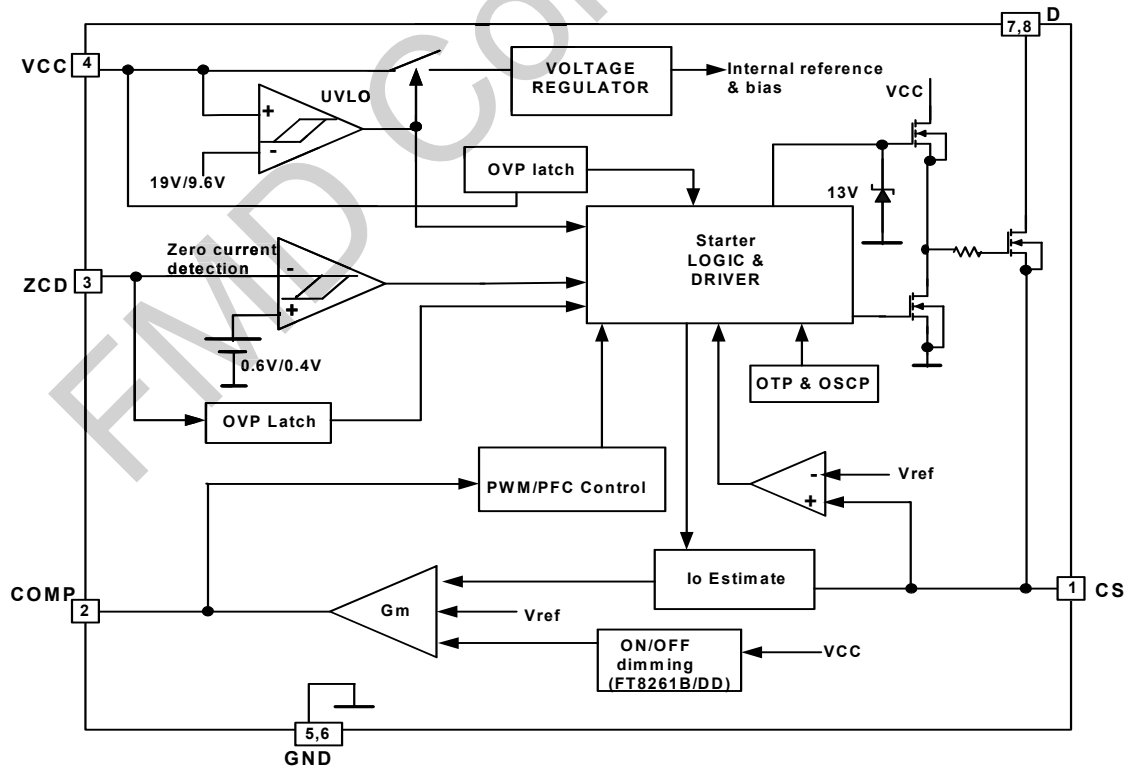 D
7,8
VCC
4
UVLO
+
-
19V/9.6V
VOLTAGE
REGULATOR
Internal reference
& bias
VCC
OVP latch
13V
Starter
LOGIC &
DRIVER
Zero current
detection
ZCD
3
-
+
0.6V/0.4V
OVP Latch
OTP & OSCP
PWM/PFC Control
-
+
Vref
Io Estimate
1
CS
COMP
2
Gm
Vref
ON/OFF
dimming
(FT8261B/DD)
VCC
5,6
GND
FMD Con